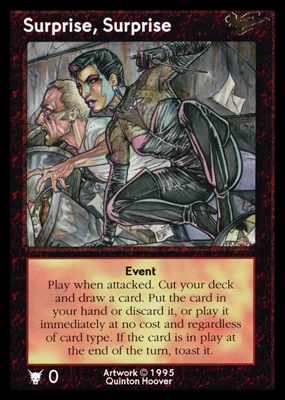 Surprise, Surprise
Event
Play when attacked. Cut your deck
and draw a card. Put the card in
your hand or discard it, or play it
immediately at no cost and regardless
of card type. If the card is in play at
the end of the turn, toast it.
0
Artwork © 1995
Quinton Hoover